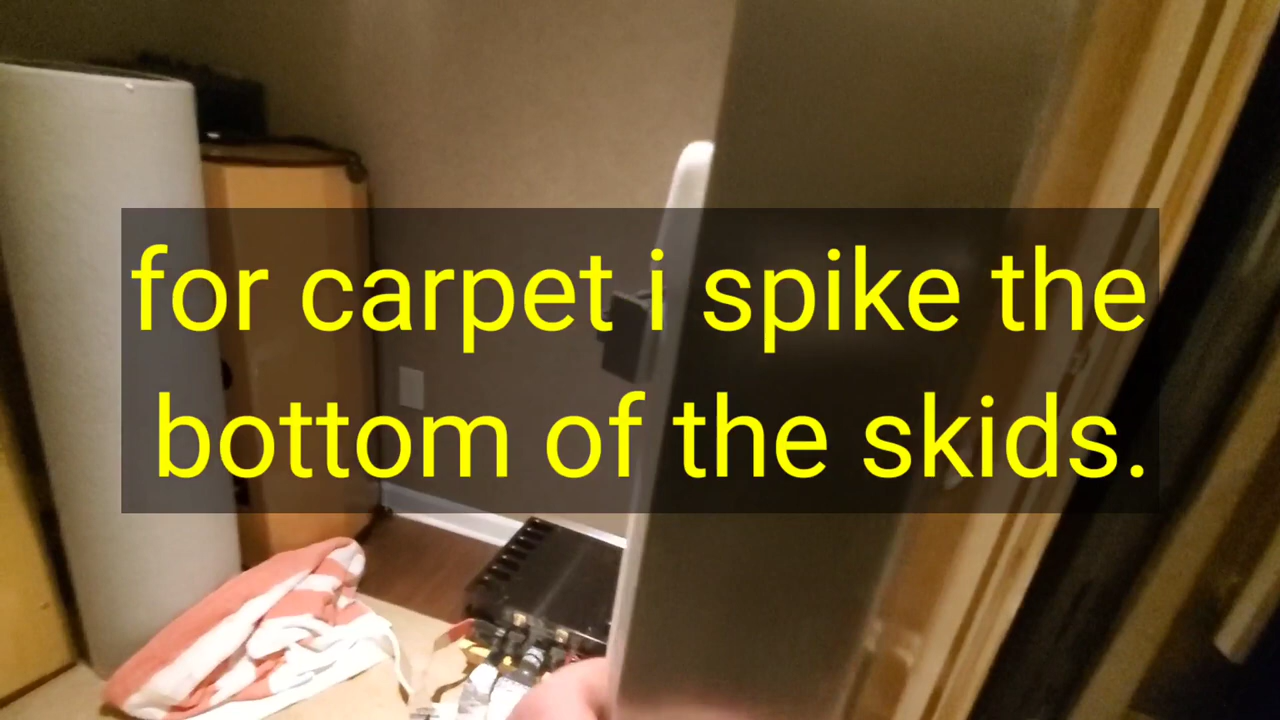 for carpet i spike the
bottom of the skids.